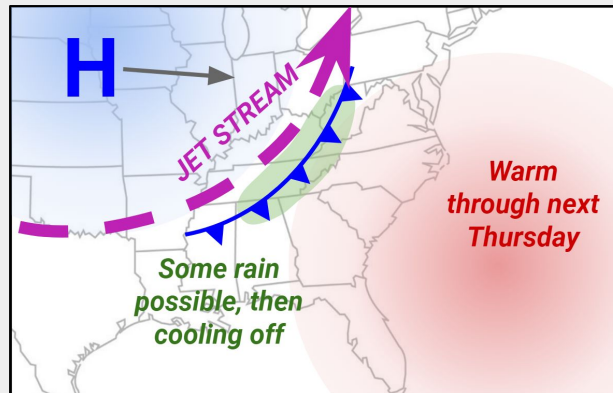 H
JET STREAM
Warm
through next
Thursday
Some rain
possible, then
cooling off